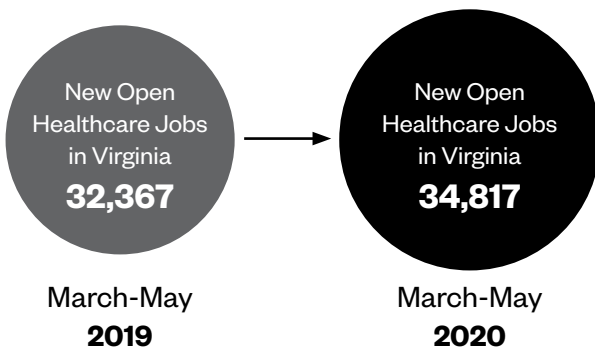 New Open
Healthcare Jobs
in Virginia
32,367
March-May
2019
New Open
Healthcare Jobs
in Virginia
34,817
March-May
2020